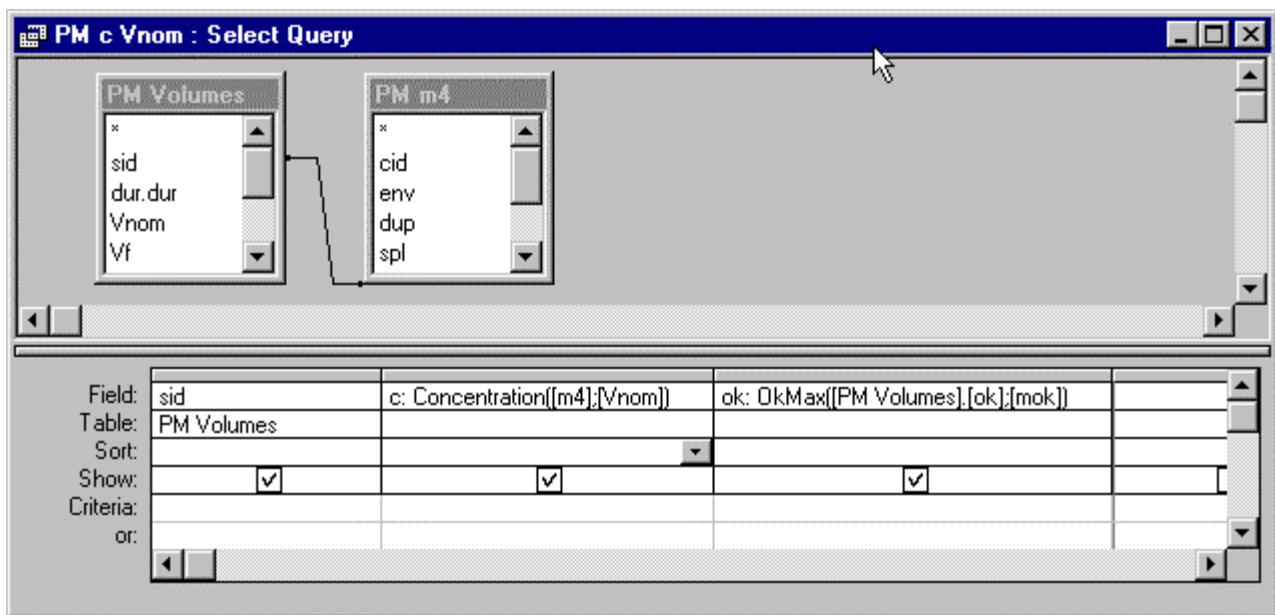 PM c Vnom : Select Query
PM Volumes
*
sid
dur.dur
Vnom
Vf
PM m4
*
cid
env
dup
spl
Field: sid c: Concentration([m4];[Vnom]) ok: OkMax([PM Volumes].[ok];[mok])
Table: PM Volumes
Sort:
Show:
Criteria:
or: